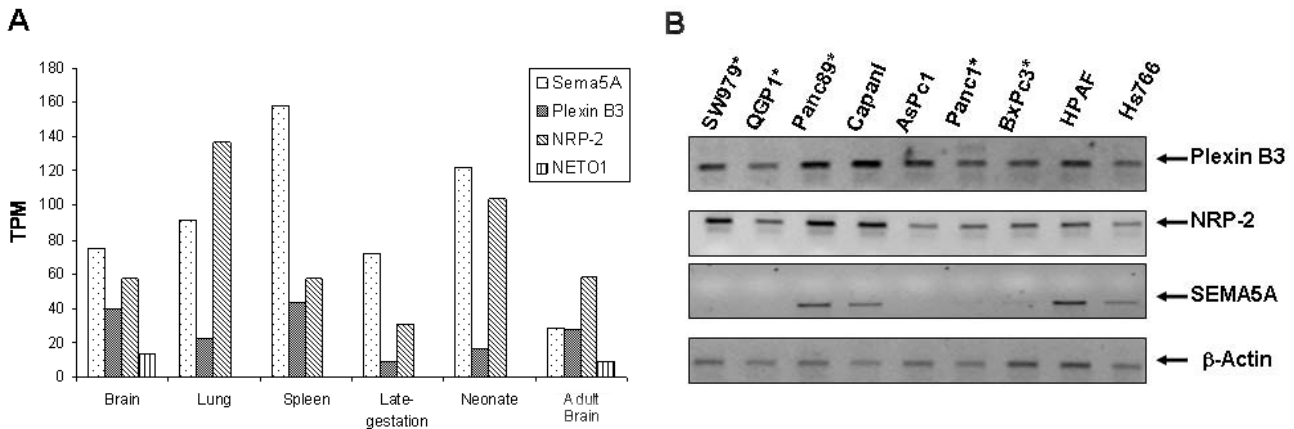 A
180
160
140
120
100
80
60
40
20
0
TPM
Sema5A
Plexin B3
NRP-2
NETO1
Brain
Lung
Spleen
Late-
gestation
Neonate
Adult
Brain
B
SW979*
QGP1*
Panc89*
CapanI
AsPc1
Panc1*
BxPc3*
HPAF
Hs766
Plexin B3
NRP-2
SEMA5A
β-Actin